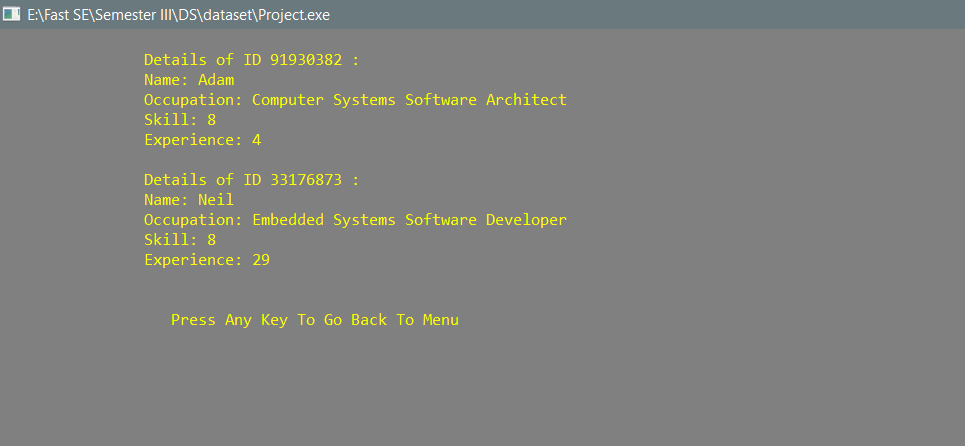 E:\Fast SE\Semester III\DS\dataset\Project.exe
Details of ID 91930382 :
Name: Adam
Occupation: Computer Systems Software Architect
Skill: 8
Experience: 4
Details of ID 33176873 :
Name: Neil
Occupation: Embedded Systems Software Developer
Skill: 8
Experience: 29
Press Any Key To Go Back To Menu